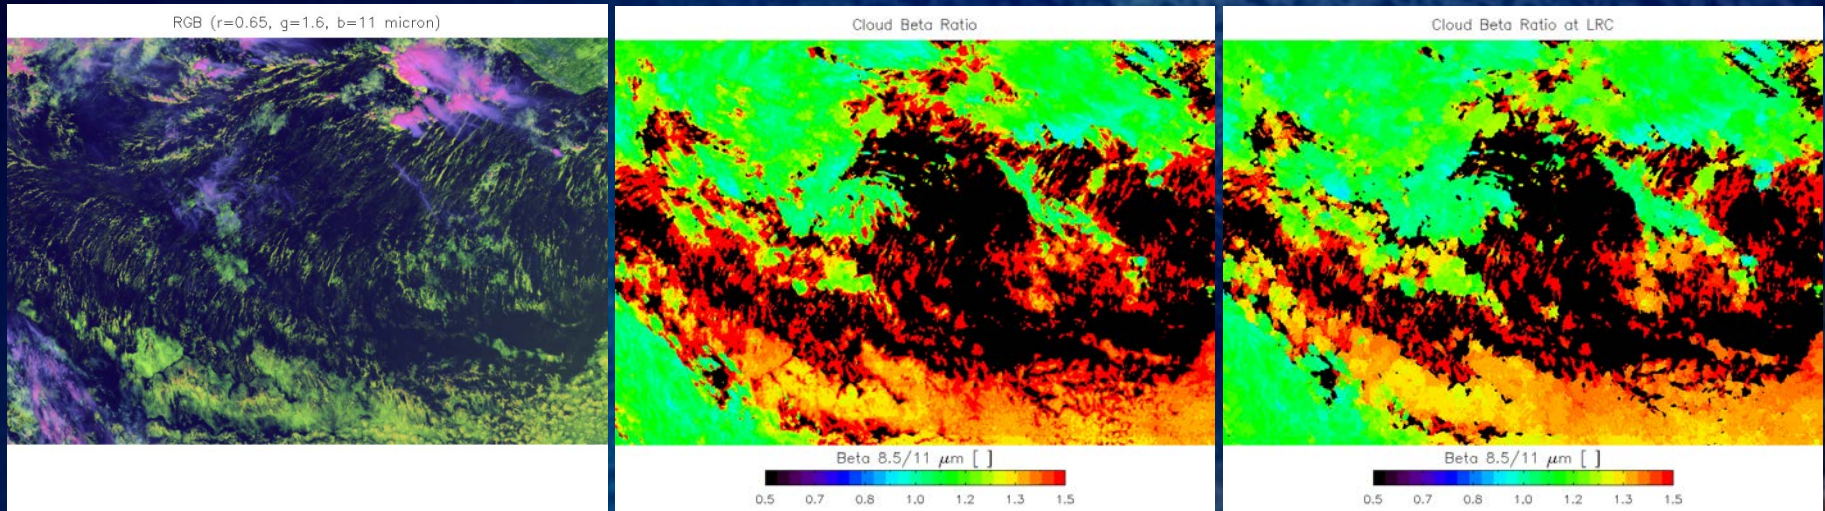 RGB (r=0.65, g=1.6, b=11 micron)
Cloud Beta Ratio
Beta 8.5/11 μm [ ]
0.5 0.7 0.8 1.0 1.2 1.3 1.5
Cloud Beta Ratio at LRC
Beta 8.5/11 μm [ ]
0.5 0.7 0.8 1.0 1.2 1.3 1.5